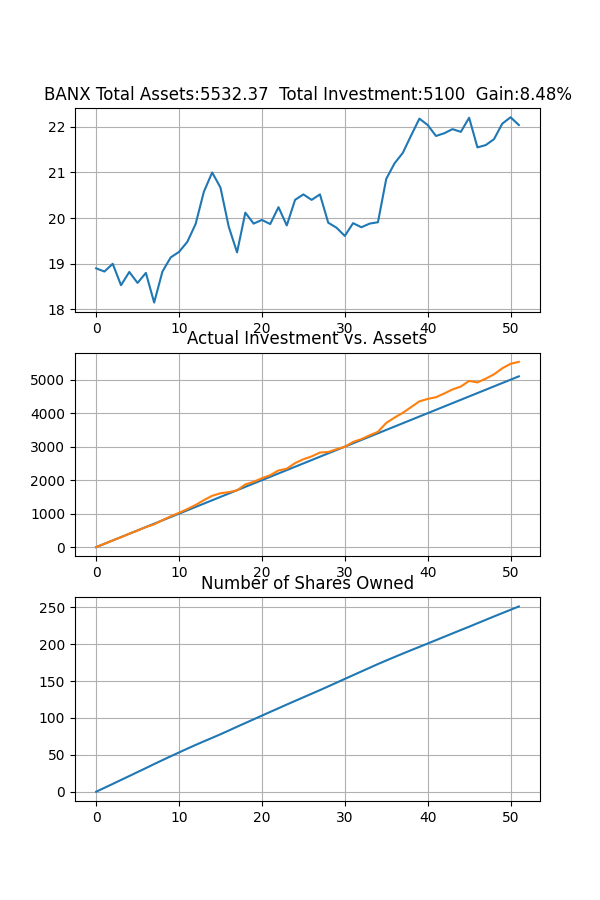 BANX Total Assets:5532.37  Total Investment:5100  Gain:8.48%
22
21
20
19
18
0 10 20 30 40 50
Actual Investment vs. Assets
5000
4000
3000
2000
1000
0
0 10 20 30 40 50
Number of Shares Owned
250
200
150
100
50
0
0 10 20 30 40 50